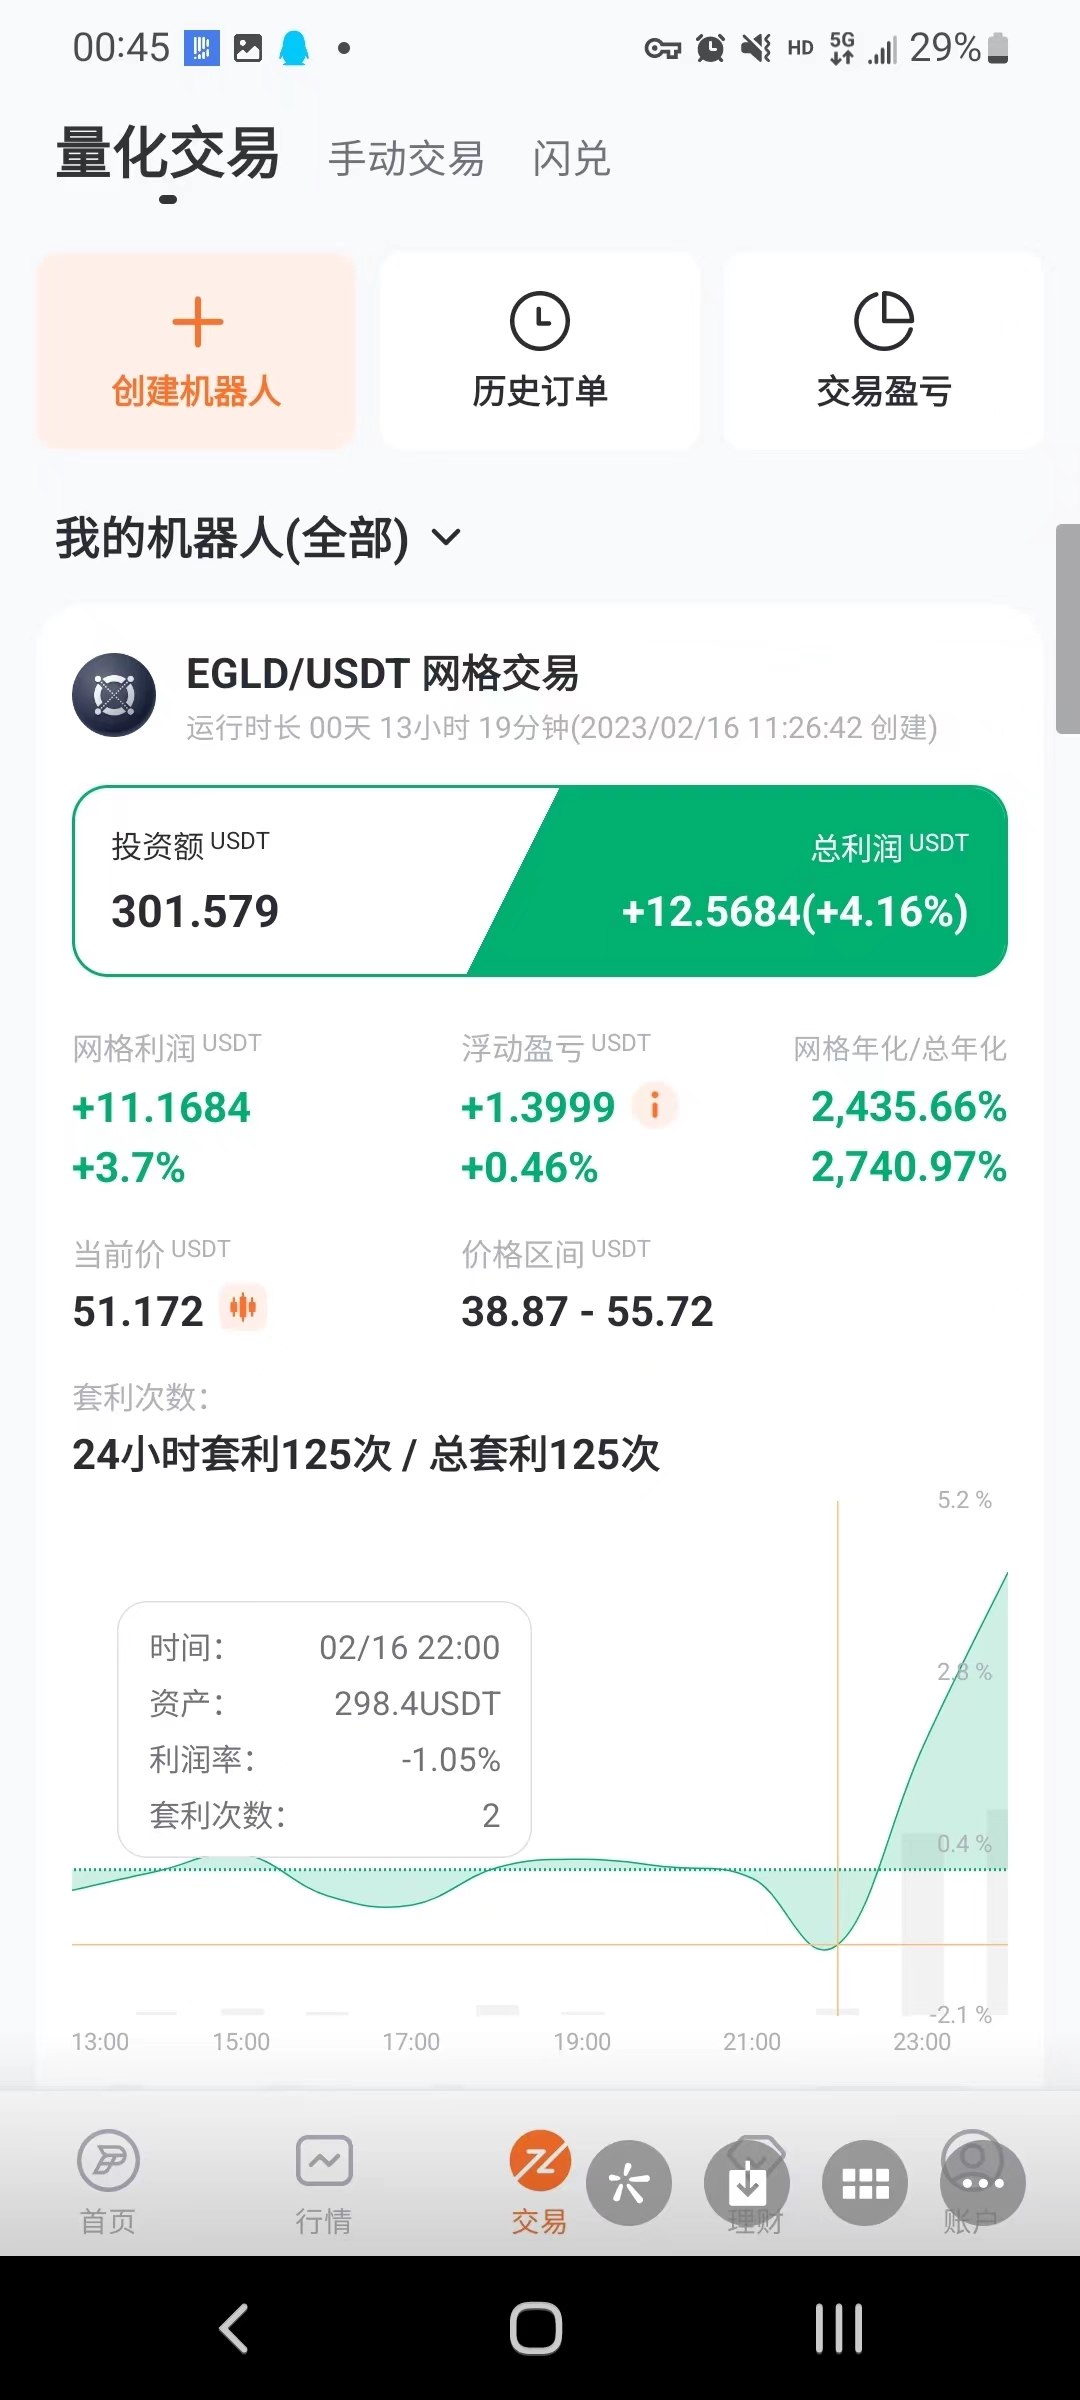 00:45 HD 5G 29%
量化交易 手动交易 闪兑
创建机器人 历史订单 交易盈亏
我的机器人(全部)
EGLD/USDT 网格交易
运行时长 00天 13小时 19分钟(2023/02/16 11:26:42 创建)
投资额 USDT 总利润 USDT
301.579 +12.5684(+4.16%)
网格利润 USDT 浮动盈亏 USDT 网格年化/总年化
+11.1684 +1.3999 2,435.66%
+3.7% +0.46% 2,740.97%
当前价 USDT 价格区间 USDT
51.172 38.87 - 55.72
套利次数：
24小时套利125次 / 总套利125次
5.2 %
时间： 02/16 22:00
2.8 %
资产： 298.4USDT
利润率： -1.05%
套利次数： 2
0.4 %
-2.1 %
13:00 15:00 17:00 19:00 21:00 23:00
首页 行情 交易 理财 账户